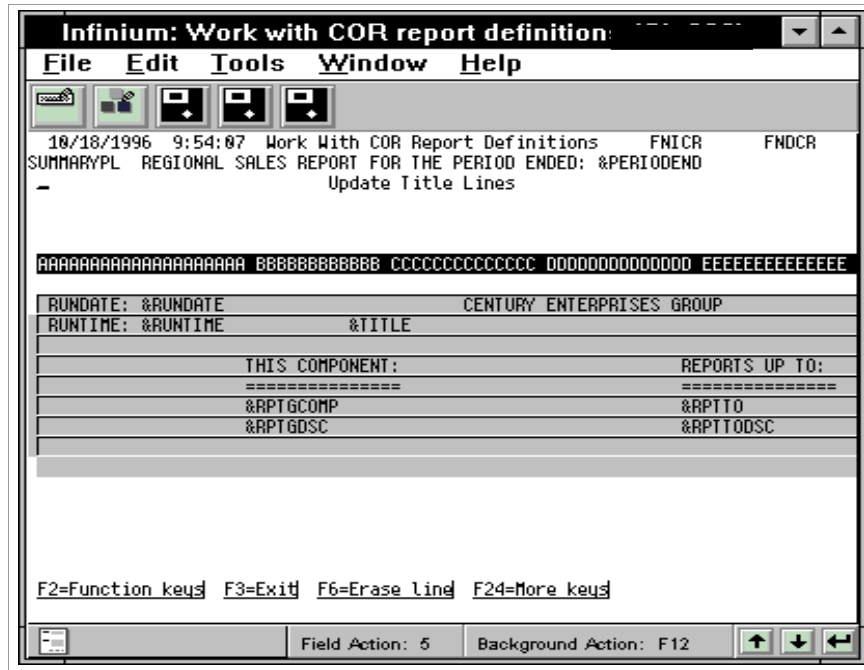 Infinium: Work with COR report definition
File Edit Tools Window Help
10/18/1996 9:54:07 Work With COR Report Definitions FNICR FNDCR
SUMMARYPL REGIONAL SALES REPORT FOR THE PERIOD ENDED: &PERIODEND
Update Title Lines
AAAAAAAAAAAAAAAAAAAA BBBBBBBBBBBB CCCCCCCCCCCCCC DDDDDDDDDDDDDD EEEEEEEEEEEEEE
RUNDATE: &RUNDATE CENTURY ENTERPRISES GROUP
RUNTIME: &RUNTIME &TITLE
THIS COMPONENT: REPORTS UP TO:
=============== ===============
&RPTGCOMP &RPTTO
&RPTGDSC &RPTTODSC
F2=Function keys F3=Exit F6=Erase line F24=More keys
Field Action: 5 Background Action: F12